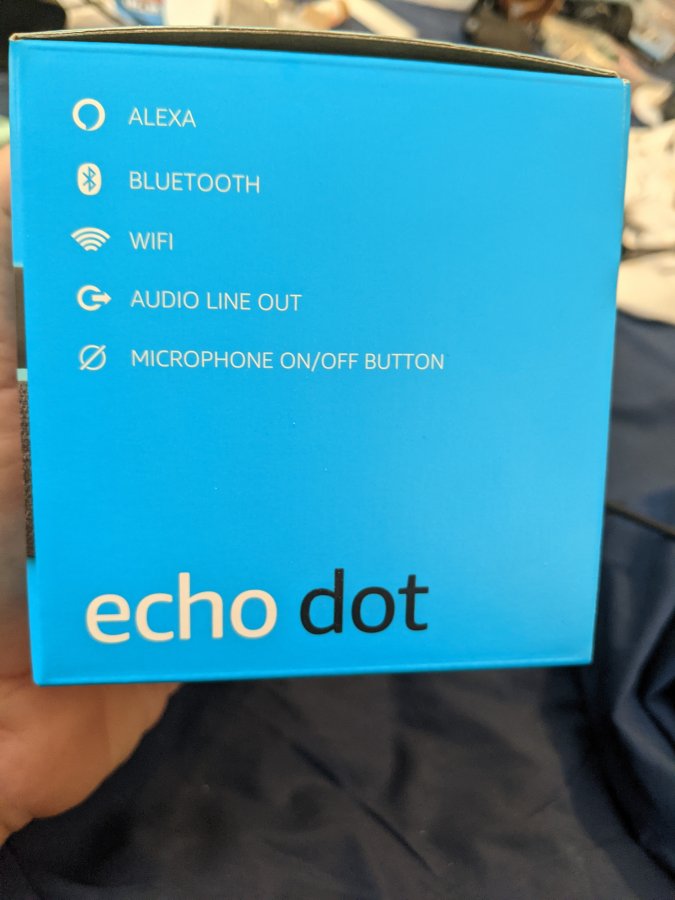 ALEXA
BLUETOOTH
WIFI
AUDIO LINE OUT
MICROPHONE ON/OFF BUTTON
echo dot